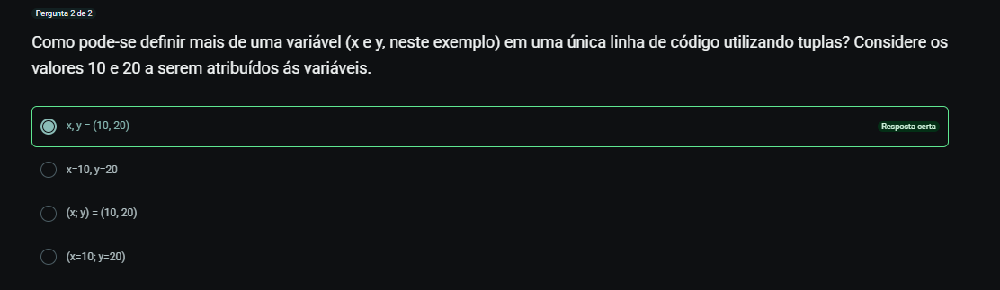 Pergunta 2 de 2
Como pode-se definir mais de uma variável (x e y, neste exemplo) em uma única linha de código utilizando tuplas? Considere os
valores 10 e 20 a serem atribuídos ás variáveis.
x, y = (10, 20)
Resposta certa
x=10, y=20
(x; y) = (10, 20)
(x=10; y=20)